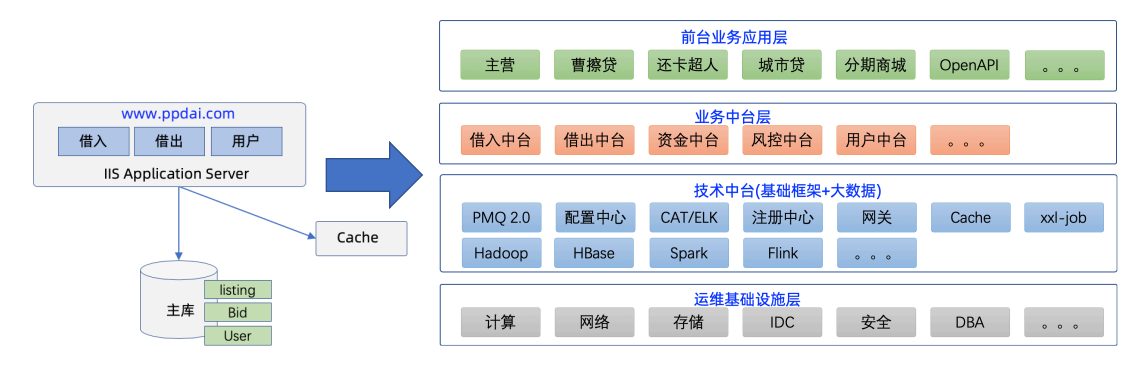 www.ppdai.com
借入 借出 用户
IIS Application Server
Cache
主库
listing
Bid
User
前台业务应用层
主营 曹擦贷 还卡超人 城市贷 分期商城 OpenAPI 。。。
业务中台层
借入中台 借出中台 资金中台 风控中台 用户中台 。。。
技术中台(基础框架+大数据)
PMQ 2.0 配置中心 CAT/ELK 注册中心 网关 Cache xxl-job
Hadoop HBase Spark Flink 。。。
运维基础设施层
计算 网络 存储 IDC 安全 DBA 。。。